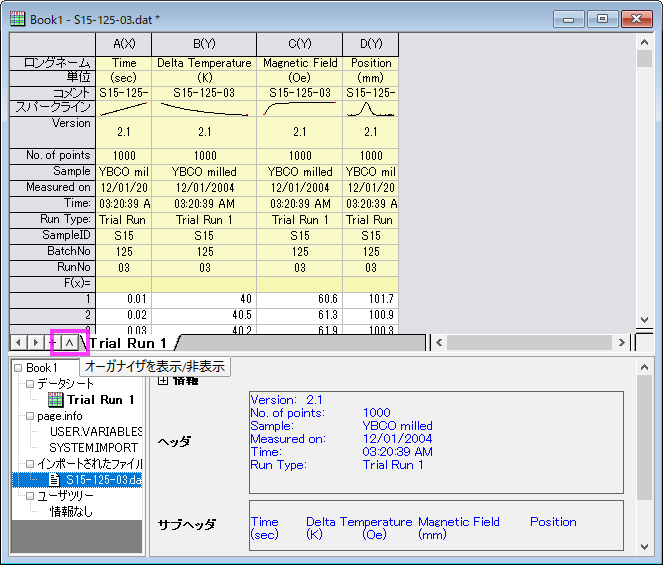 Book1 - S15-125-03.dat *
A(X) B(Y) C(Y) D(Y)
ロングネーム Time Delta Temperature Magnetic Field Position
単位 (sec) (K) (Oe) (mm)
コメント S15-125- S15-125-03 S15-125-03 S15-125-
スパークライン
Version 2.1 2.1 2.1 2.1
No. of points 1000 1000 1000 1000
Sample YBCO mil YBCO milled YBCO milled YBCO mil
Measured on 12/01/20 12/01/2004 12/01/2004 12/01/20
Time: 03:20:39 A 03:20:39 AM 03:20:39 AM 03:20:39 A
Run Type: Trial Run Trial Run 1 Trial Run 1 Trial Run
SampleID S15 S15 S15 S15
BatchNo 125 125 125 125
RunNo 03 03 03 03
F(x)=
1 0.01 40 60.6 101.7
2 0.02 40.5 61.3 100.9
3 0.03 40.2 61.9 100.3
Trial Run 1
オーガナイザを表示/非表示
Book1
データシート
Trial Run 1
page.info
USER.VARIABLES
SYSTEM.IMPORT
インポートされたファイル
S15-125-03.da
ユーザツリー
情報なし
情報
ヘッダ
Version: 2.1
No. of points: 1000
Sample: YBCO milled
Measured on: 12/01/2004
Time: 03:20:39 AM
Run Type: Trial Run 1
サブヘッダ
Time Delta Temperature Magnetic Field Position
(sec) (K) (Oe) (mm)